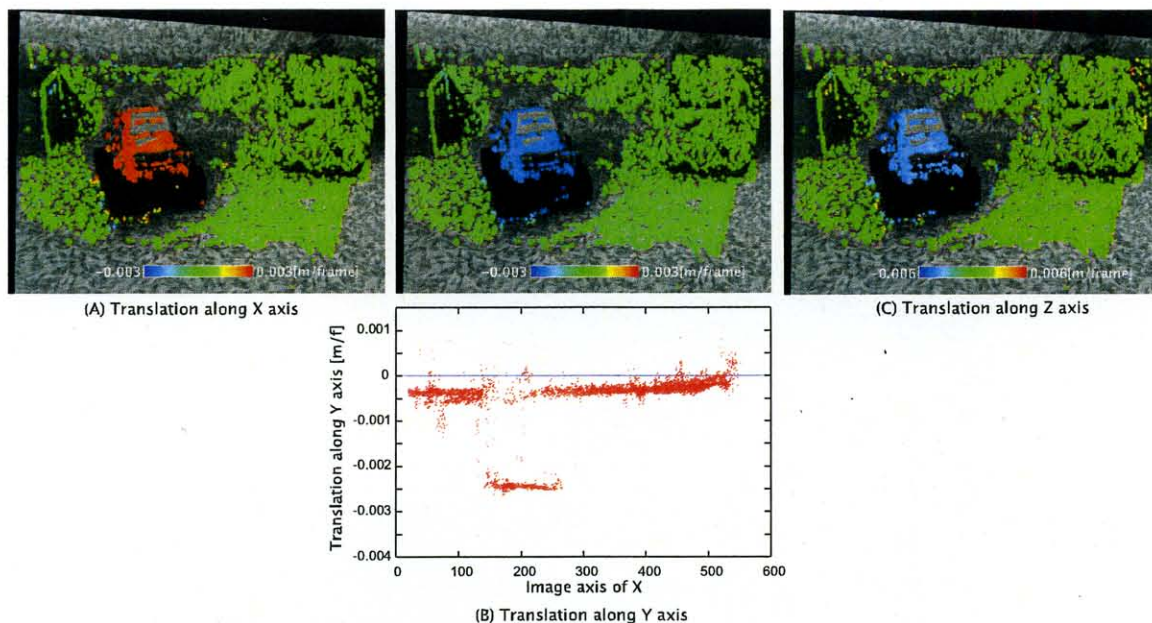 -0.003 0.003[m/frame]
-0.003 0.003[m/frame]
-0.006 0.006[m/frame]
(A) Translation along X axis
(C) Translation along Z axis
Translation along Y axis [m/f]
0.001
0
-0.001
-0.002
-0.003
-0.004
0 100 200 300 400 500 600
Image axis of X
(B) Translation along Y axis